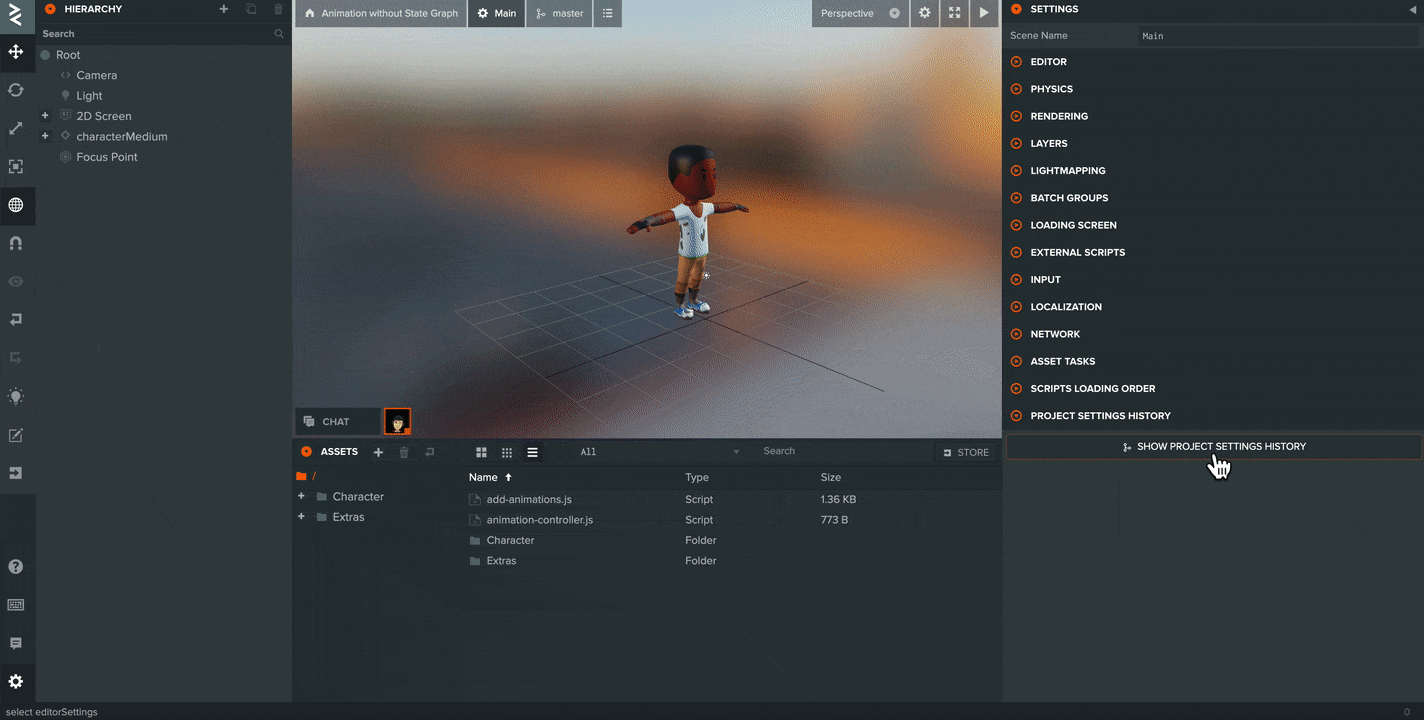 HIERARCHY
Search
Root
Camera
Light
2D Screen
characterMedium
Focus Point
Animation without State Graph
Main
master
Perspective
CHAT
ASSETS
All
Search
STORE
/
Character
Extras
Name
Type
Size
add-animations.js Script 1.36 KB
animation-controller.js Script 773 B
Character Folder
Extras Folder
SETTINGS
Scene Name Main
EDITOR
PHYSICS
RENDERING
LAYERS
LIGHTMAPPING
BATCH GROUPS
LOADING SCREEN
EXTERNAL SCRIPTS
INPUT
LOCALIZATION
NETWORK
ASSET TASKS
SCRIPTS LOADING ORDER
PROJECT SETTINGS HISTORY
SHOW PROJECT SETTINGS HISTORY
select editorSettings
0